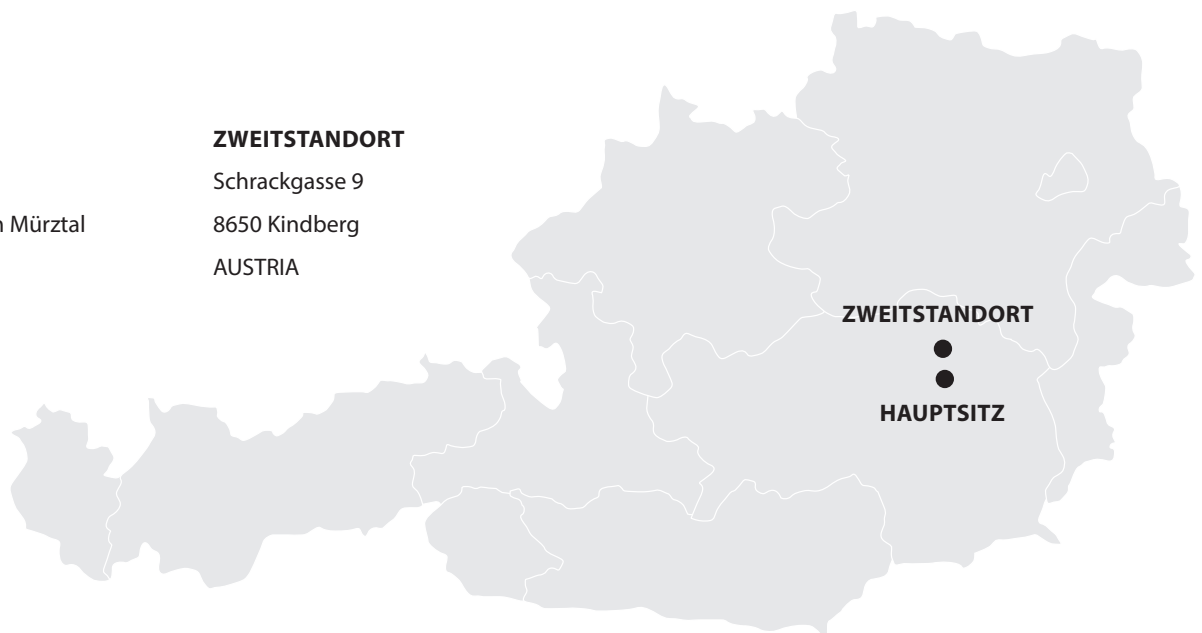 ZWEITSTANDORT
Schrackgasse 9
Mürztal
8650 Kindberg
AUSTRIA
ZWEITSTANDORT
HAUPTSITZ